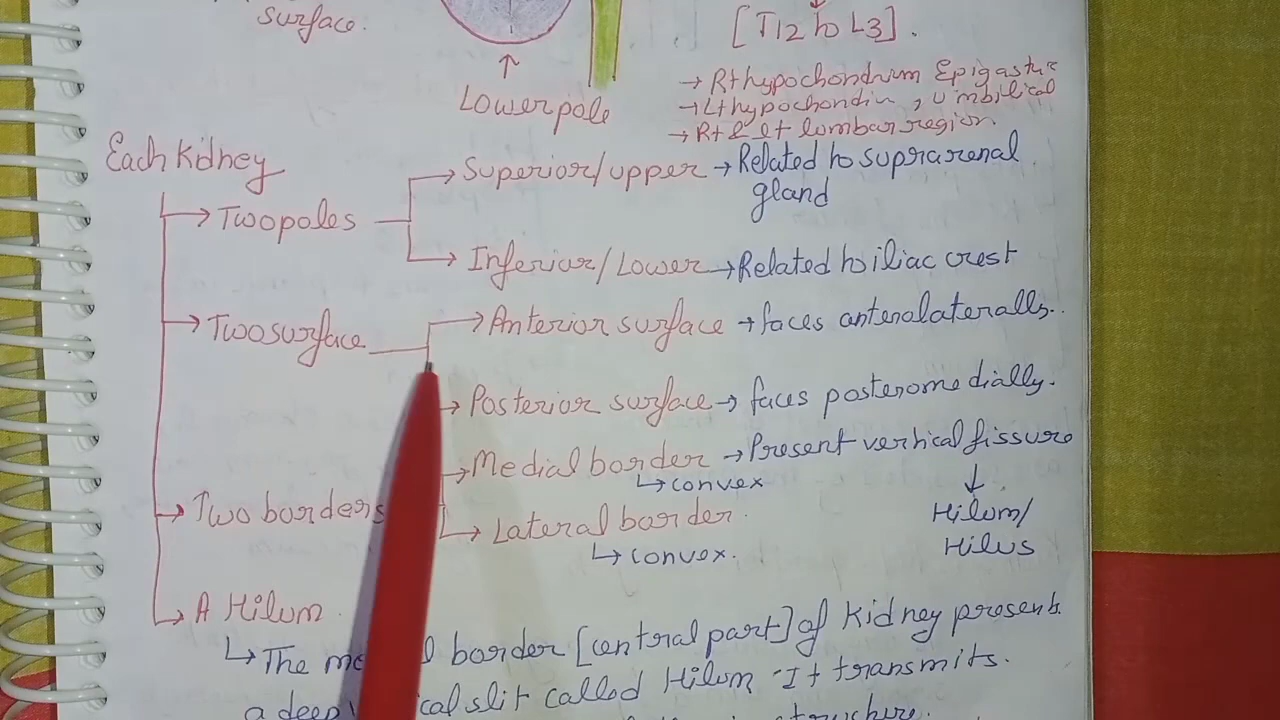 surface.
[T12 to L3].
Lower pole
→ Rt hypochondrium Epigastric
→ Lt hypochondriu, Umbilical
→ Rt & lt lumbar region.
Each kidney
→ Two poles
→ Superior/upper → Related to suprarenal
gland
→ Inferior/Lower → Related to iliac crest
→ Two surface
→ Anterior surface → faces anterolaterally.
→ Posterior surface → faces posteromedially.
→ Two borders
→ Medial border → Present vertical fissure
→ convex
Hilum/
Hilus
→ Lateral border.
→ convex.
→ A Hilum.
↳ The border [central part] of kidney presents.
a deep slit called Hilum. It transmits.